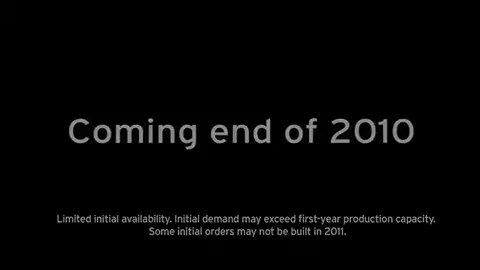 Coming end of 2010
Limited initial availability. Initial demand may exceed first-year production capacity.
Some initial orders may not be built in 2011.